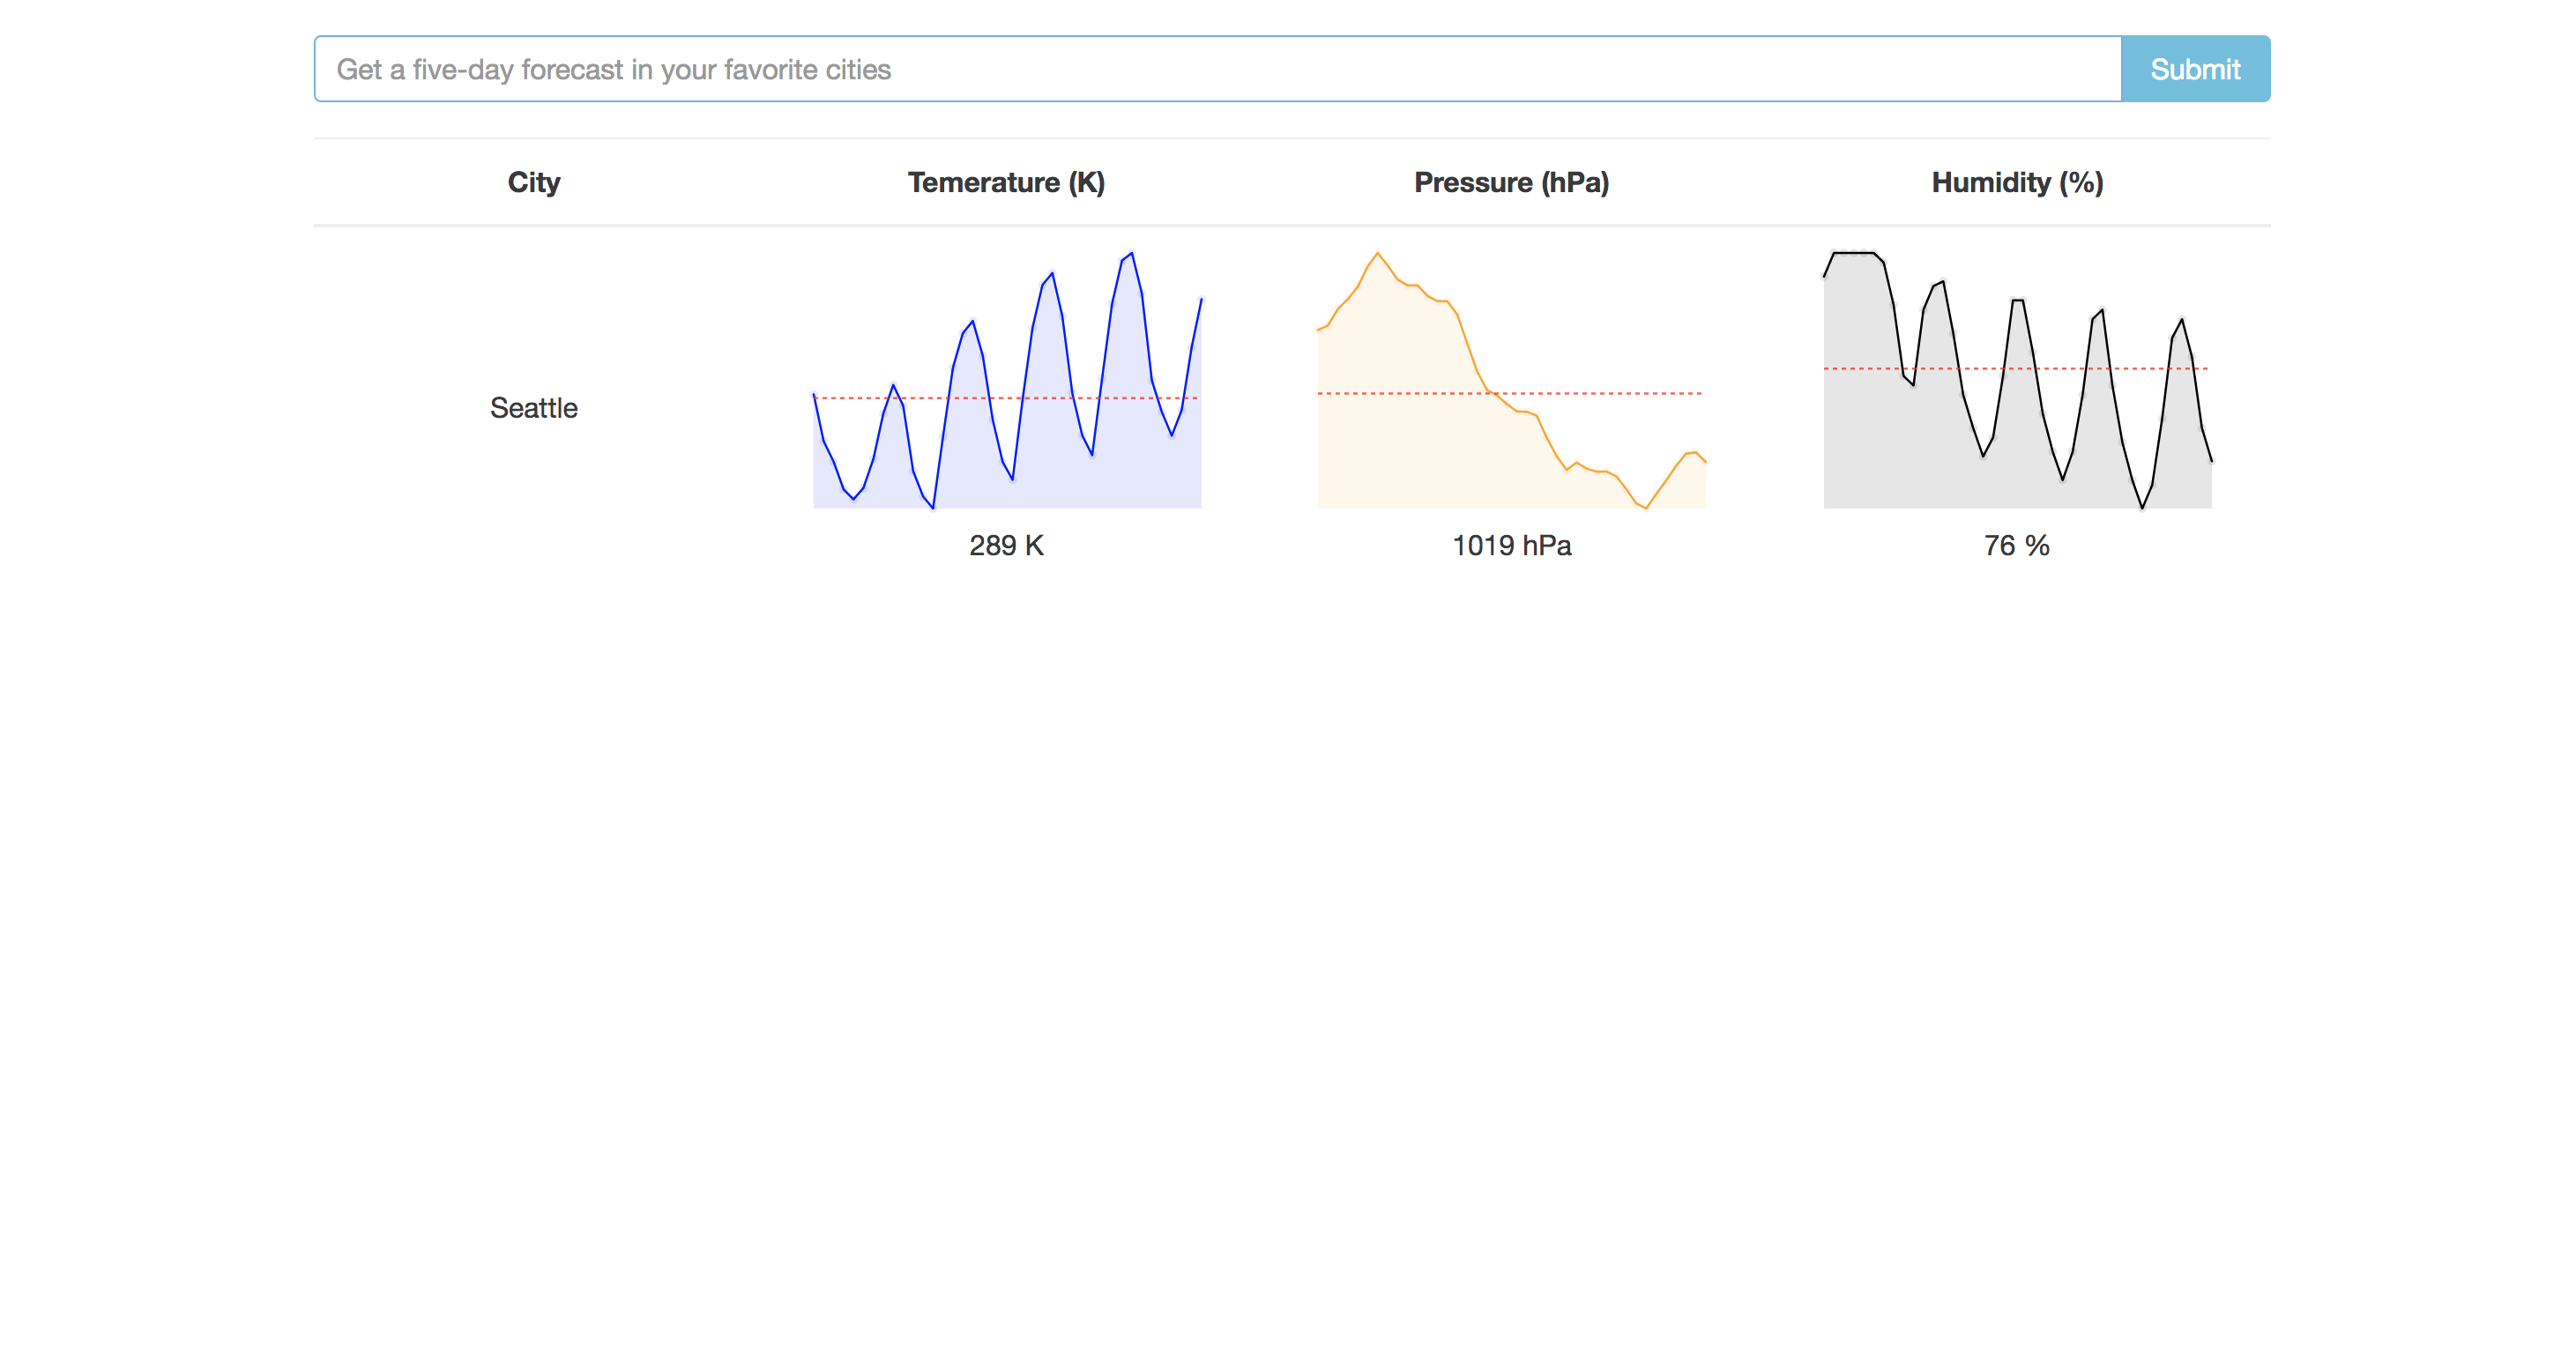 Get a five-day forecast in your favorite cities Submit
City Temerature (K) Pressure (hPa) Humidity (%)
Seattle
289 K 1019 hPa 76 %